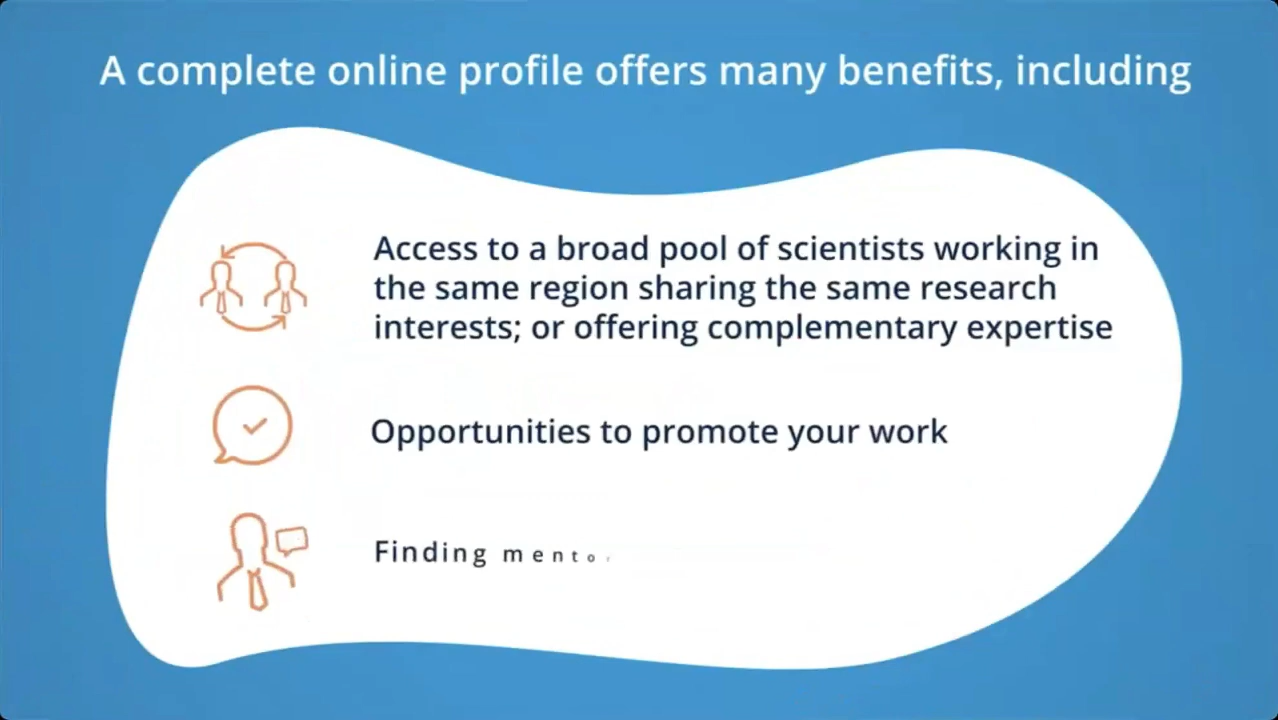 A complete online profile offers many benefits, including
Access to a broad pool of scientists working in
the same region sharing the same research
interests; or offering complementary expertise
Opportunities to promote your work
Finding mento